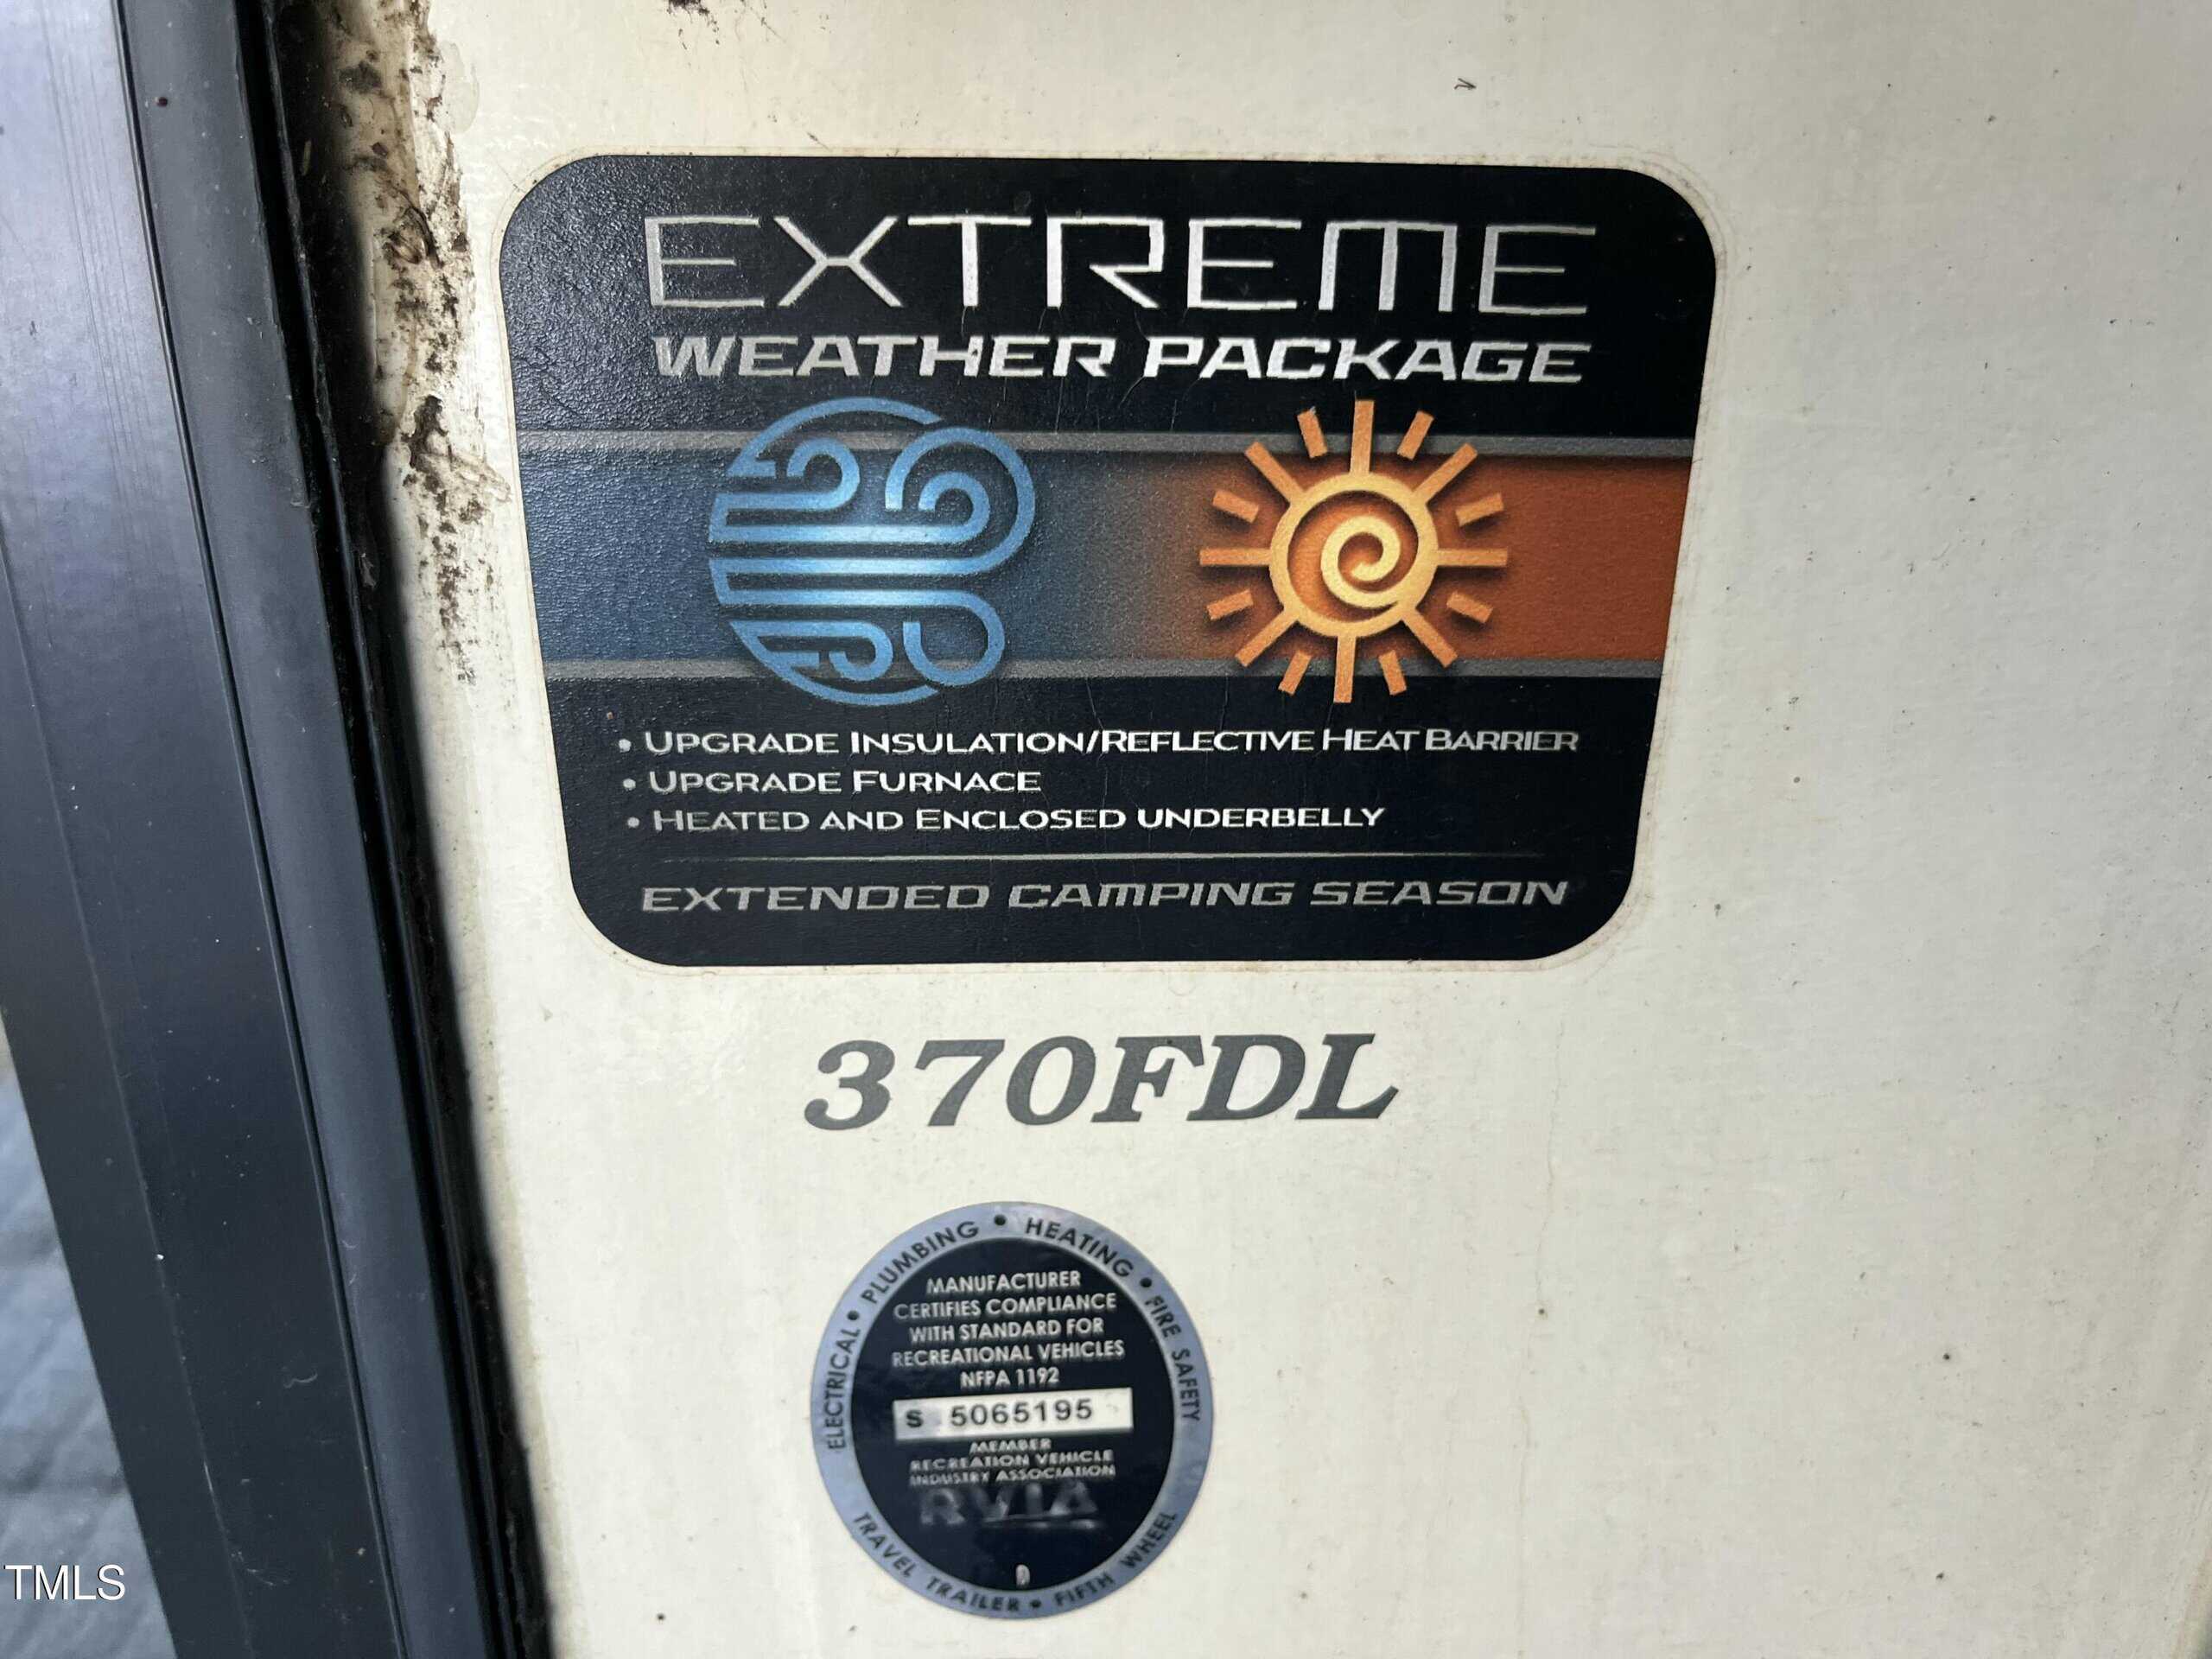 EXTREME
WEATHER PACKAGE
• UPGRADE INSULATION/REFLECTIVE HEAT BARRIER
• UPGRADE FURNACE
• HEATED AND ENCLOSED UNDERBELLY
EXTENDED CAMPING SEASON
370FDL
ELECTRICAL • PLUMBING • HEATING • FIRE SAFETY
MANUFACTURER
CERTIFIES COMPLIANCE
WITH STANDARD FOR
RECREATIONAL VEHICLES
NFPA 1192
S 5065195
MEMBER
RECREATION VEHICLE
INDUSTRY ASSOCIATION
RVIA
D
TRAVEL TRAILER • FIFTH WHEEL
TMLS